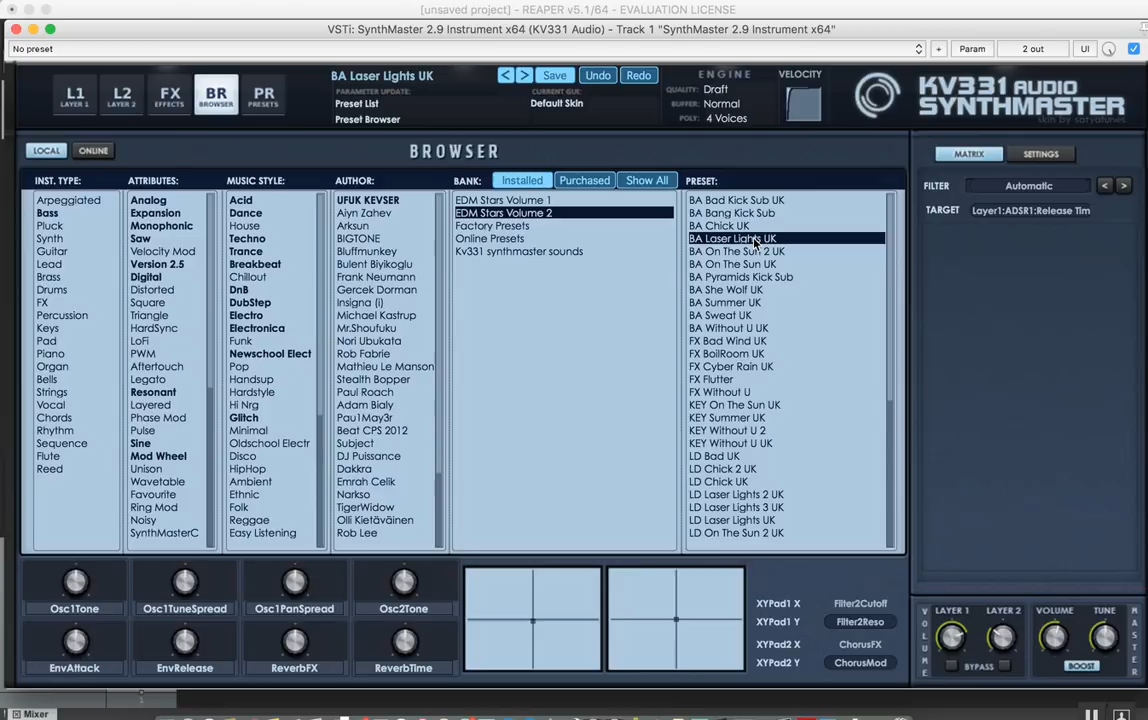 [unsaved project] - REAPER v5.1/64 - EVALUATION LICENSE
VSTi: SynthMaster 2.9 Instrument x64 (KV331 Audio) - Track 1 "SynthMaster 2.9 Instrument x64"
No preset
+
Param
2 out
UI
L1
LAYER 1
L2
LAYER 2
FX
EFFECTS
BR
BROWSER
PR
PRESETS
BA Laser Lights UK
< > Save Undo Redo
PARAMETER UPDATE:
Preset List
Preset Browser
CURRENT GUI:
Default Skin
ENGINE
QUALITY: Draft
BUFFER: Normal
POLY: 4 Voices
VELOCITY
KV331 AUDIO
SYNTHMASTER
skin by satyatunes
LOCAL
ONLINE
BROWSER
INST. TYPE:
Arpeggiated
Bass
Pluck
Synth
Guitar
Lead
Brass
Drums
FX
Percussion
Keys
Pad
Piano
Organ
Bells
Strings
Vocal
Chords
Rhythm
Sequence
Flute
Reed
ATTRIBUTES:
Analog
Expansion
Monophonic
Saw
Velocity Mod
Version 2.5
Digital
Distorted
Square
Triangle
HardSync
LoFi
PWM
Aftertouch
Legato
Resonant
Layered
Phase Mod
Pulse
Sine
Mod Wheel
Unison
Wavetable
Favourite
Ring Mod
Noisy
SynthMasterC
MUSIC STYLE:
Acid
Dance
House
Techno
Trance
Breakbeat
Chillout
DnB
DubStep
Electro
Electronica
Funk
Newschool Elect
Pop
Handsup
Hardstyle
Hi Nrg
Glitch
Minimal
Oldschool Electr
Disco
HipHop
Ambient
Ethnic
Folk
Reggae
Easy Listening
AUTHOR:
UFUK KEVSER
Aiyn Zahev
Arksun
BIGTONE
Bluffmunkey
Bulent Biyikoglu
Frank Neumann
Gercek Dorman
Insigna (i)
Michael Kastrup
Mr.Shoufuku
Nori Ubukata
Rob Fabrie
Mathieu Le Manson
Stealth Bopper
Paul Roach
Adam Bialy
Pau1May3r
Beat CPS 2012
Subject
DJ Puissance
Dakkra
Emrah Celik
Narkso
TigerWidow
Olli Kietäväinen
Rob Lee
BANK:
Installed
Purchased
Show All
EDM Stars Volume 1
EDM Stars Volume 2
Factory Presets
Online Presets
Kv331 synthmaster sounds
PRESET:
BA Bad Kick Sub UK
BA Bang Kick Sub
BA Chick UK
BA Laser Lights UK
BA On The Sun 2 UK
BA On The Sun UK
BA Pyramids Kick Sub
BA She Wolf UK
BA Summer UK
BA Sweat UK
BA Without U UK
FX Bad Wind UK
FX BoilRoom UK
FX Cyber Rain UK
FX Flutter
FX Without U
KEY On The Sun UK
KEY Summer UK
KEY Without U 2
KEY Without U UK
LD Bad UK
LD Chick 2 UK
LD Chick UK
LD Laser Lights 2 UK
LD Laser Lights 3 UK
LD Laser Lights UK
LD On The Sun 2 UK
MATRIX
SETTINGS
FILTER Automatic < >
TARGET Layer1:ADSR1:Release Tim
Osc1Tone
Osc1TuneSpread
Osc1PanSpread
Osc2Tone
EnvAttack
EnvRelease
ReverbFX
ReverbTime
XYPad1 X Filter2Cutoff
XYPad1 Y Filter2Reso
XYPad2 X ChorusFX
XYPad2 Y ChorusMod
VOLUME
LAYER 1
LAYER 2
BYPASS
VOLUME
TUNE
BOOST
MASTER
Mixer